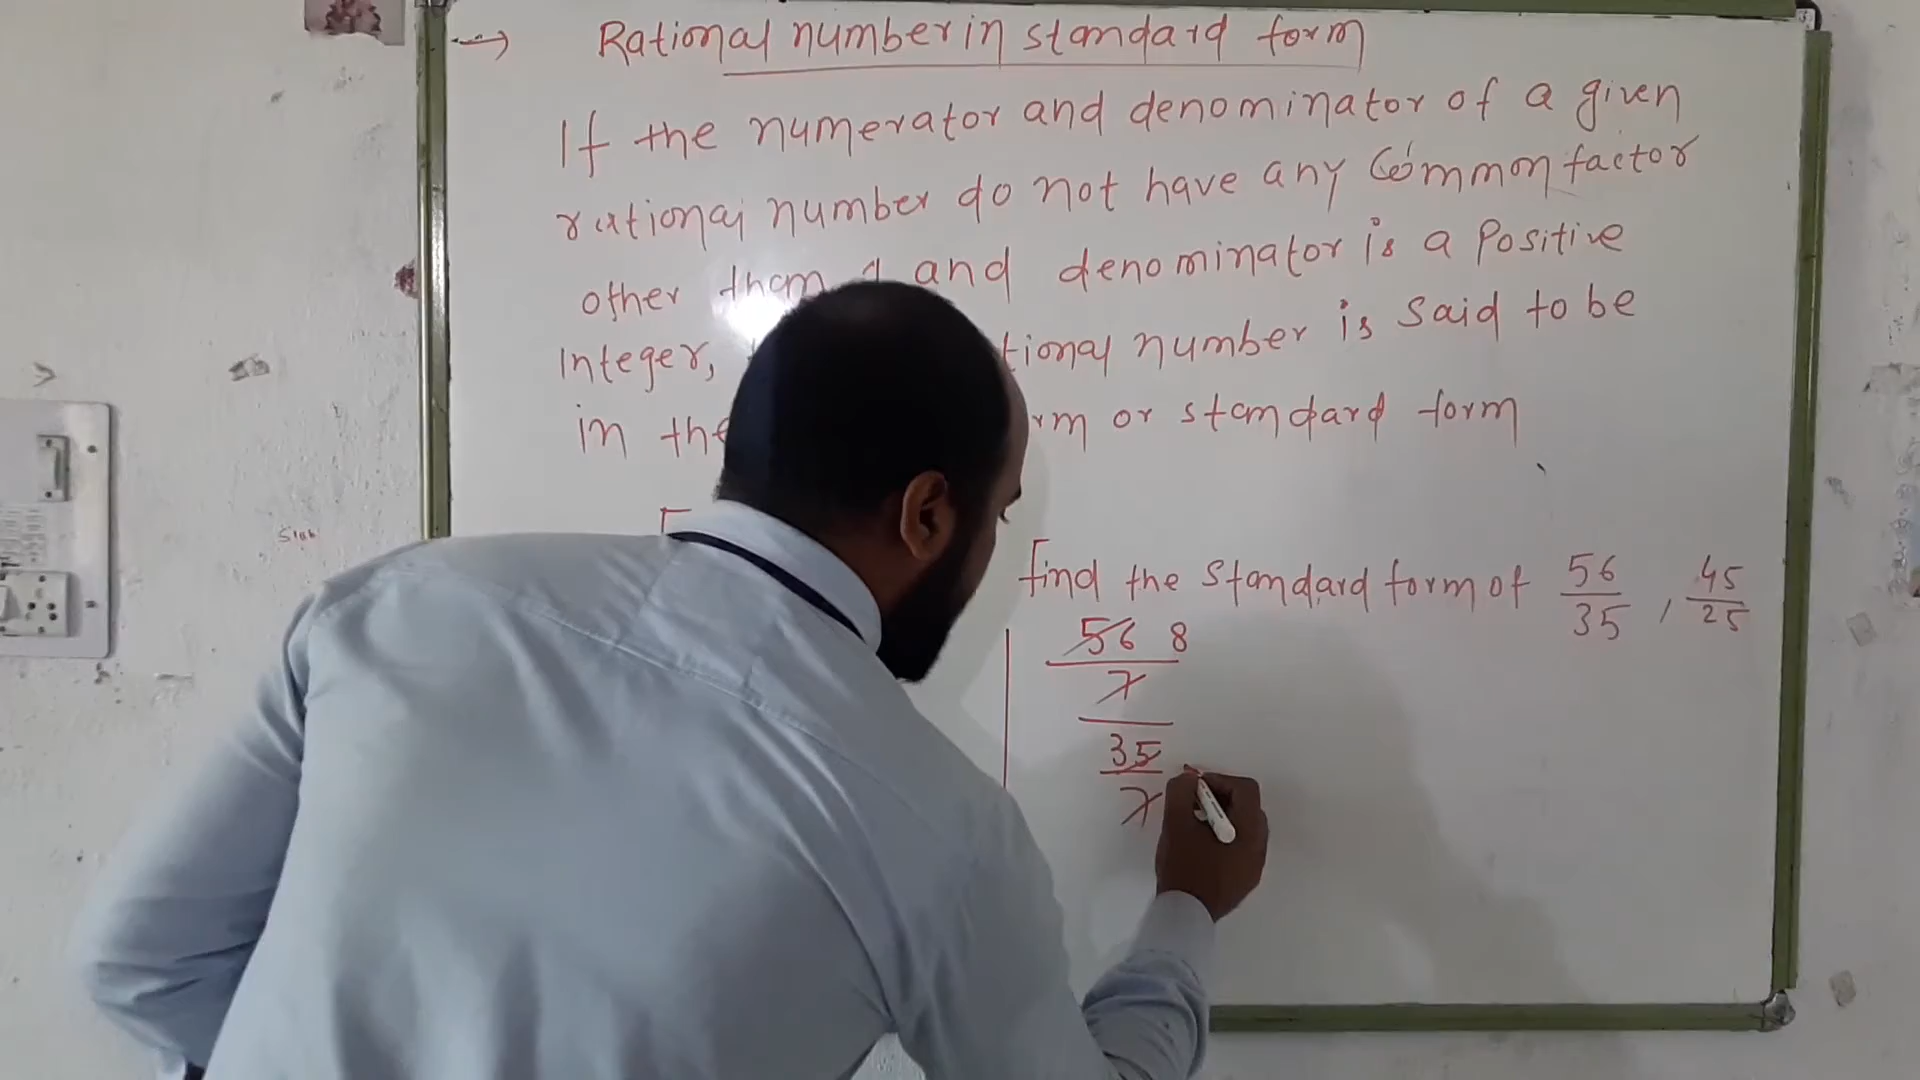 → Rational number in standard form
If the numerator and denominator of a given
rational number do not have any Common factor
other than 1 and denominator is a Positive
Integer, tional number is said to be
in the rm or standard form
Find the standard form of 56/35 , 45/25
56 8
7
35
7